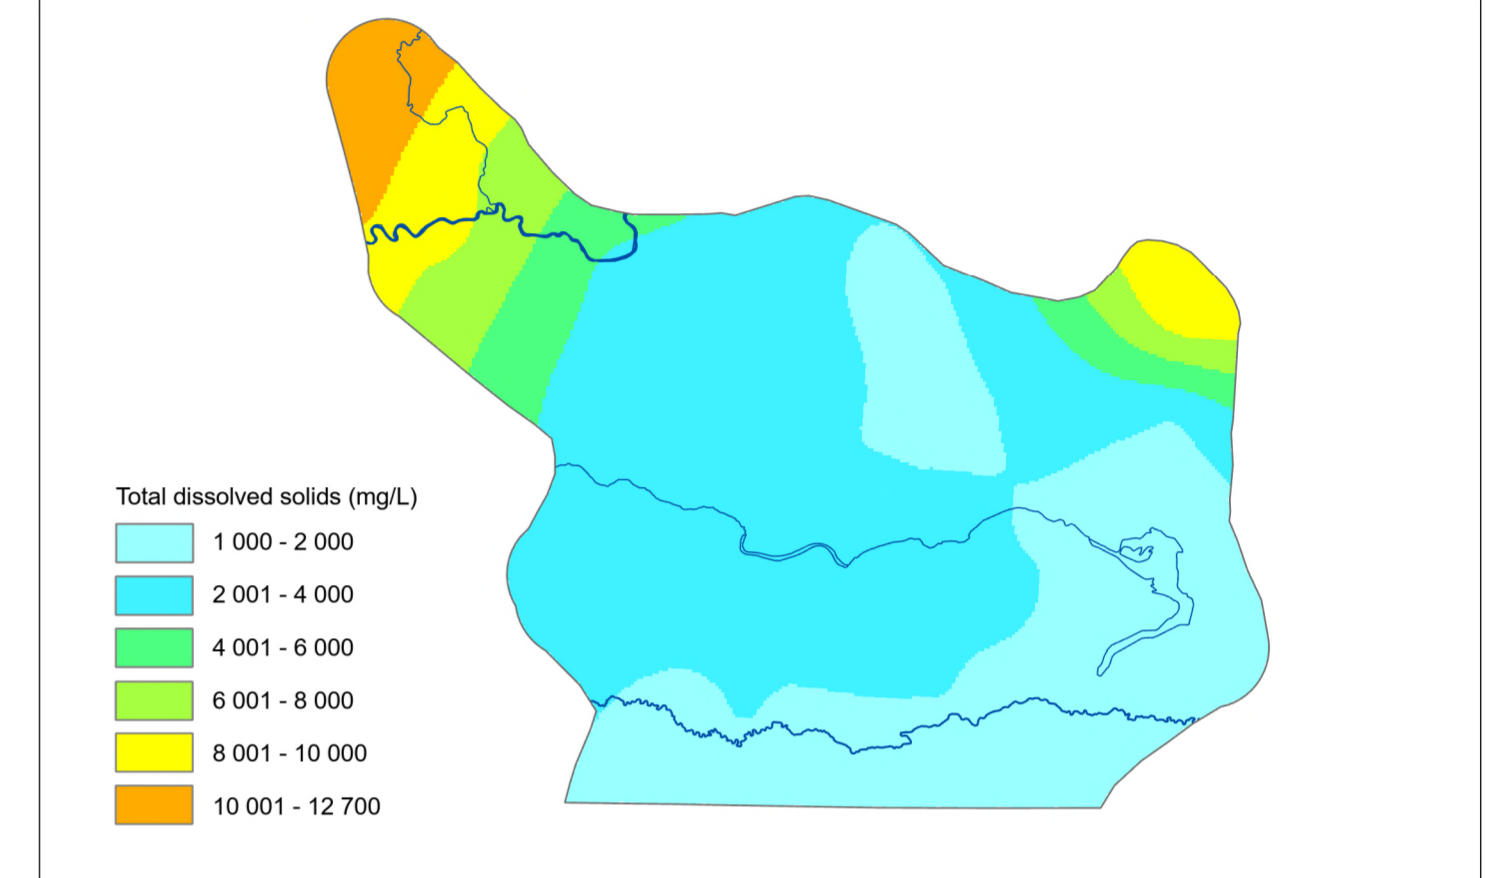 Total dissolved solids (mg/L)
1 000 - 2 000
2 001 - 4 000
4 001 - 6 000
6 001 - 8 000
8 001 - 10 000
10 001 - 12 700